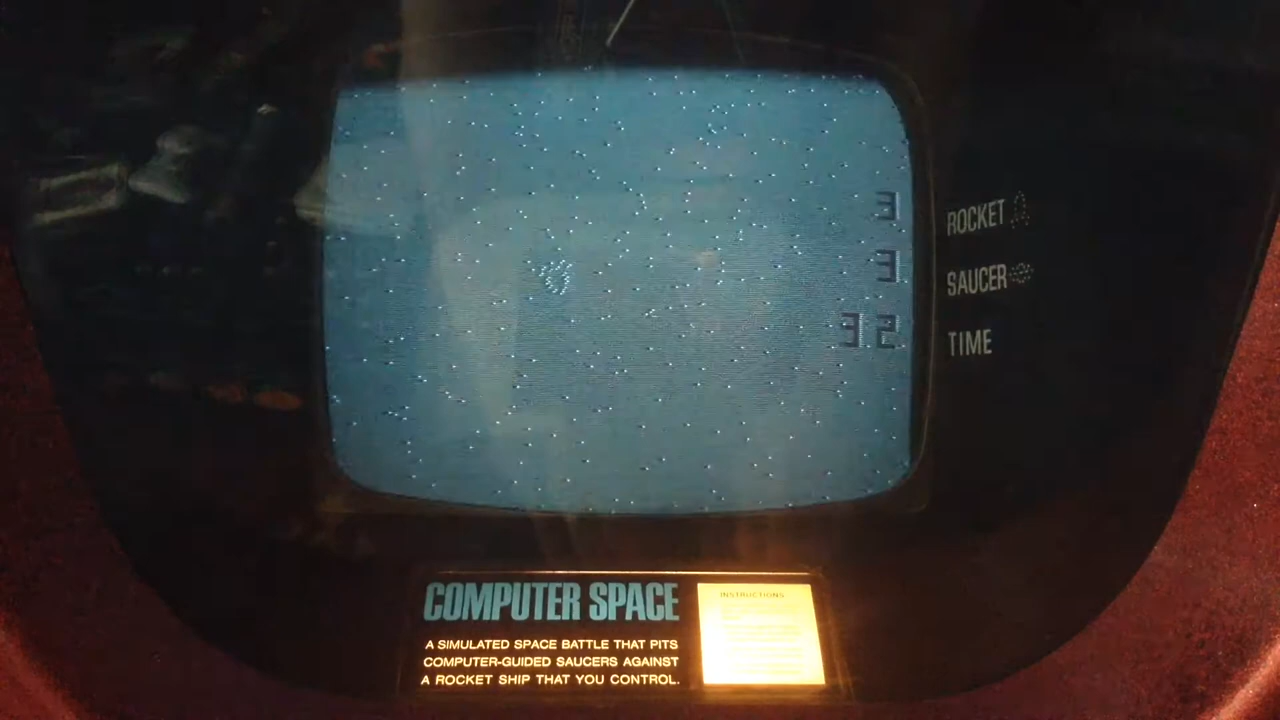 3 ROCKET
3 SAUCER
32 TIME
COMPUTER SPACE
A SIMULATED SPACE BATTLE THAT PITS
COMPUTER-GUIDED SAUCERS AGAINST
A ROCKET SHIP THAT YOU CONTROL.
INSTRUCTIONS